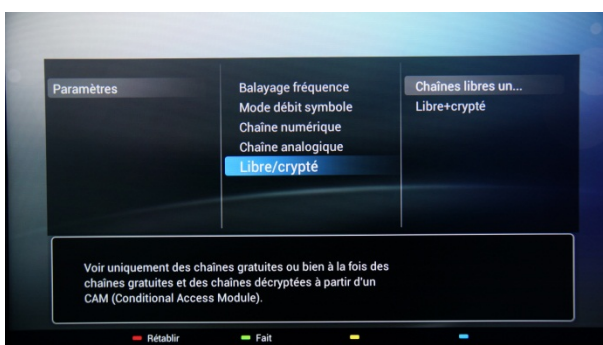 Paramètres
Balayage fréquence
Mode débit symbole
Chaîne numérique
Chaîne analogique
Libre/crypté
Chaînes libres un...
Libre+crypté
Voir uniquement des chaînes gratuites ou bien à la fois des
chaînes gratuites et des chaînes décryptées à partir d'un
CAM (Conditional Access Module).
Rétablir
Fait